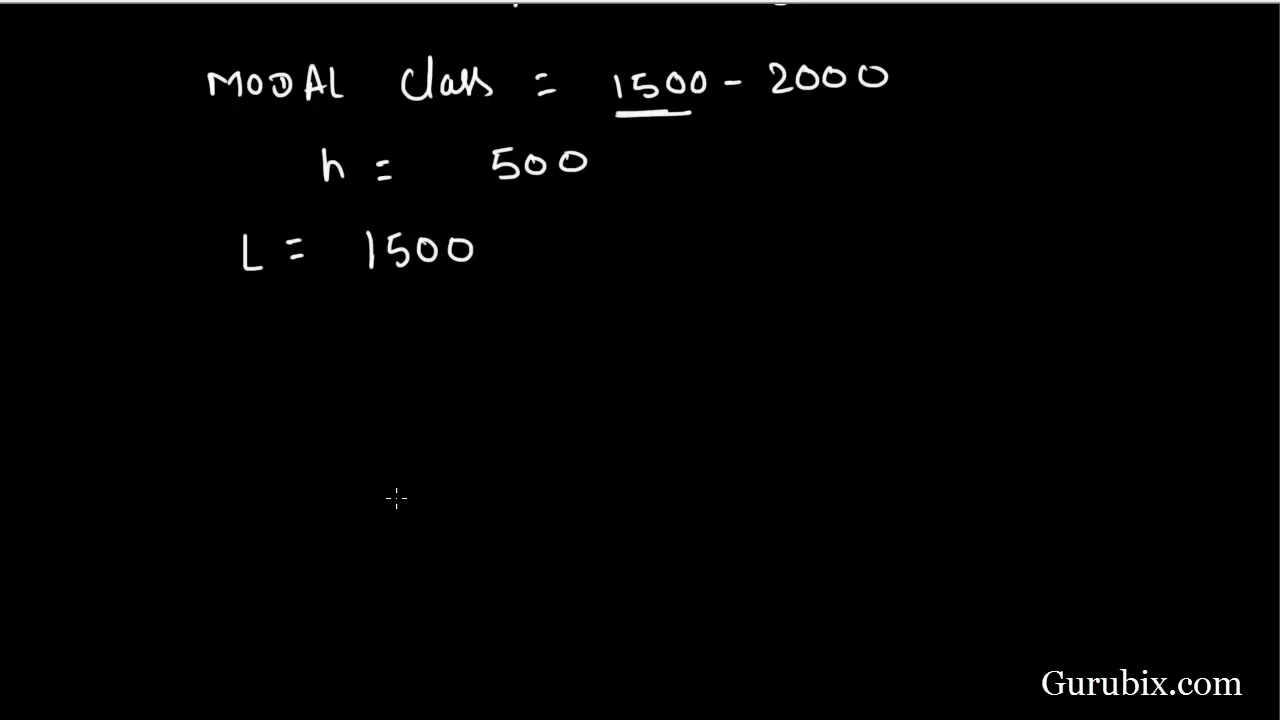 MODAL Class = 1500 - 2000
h = 500
L = 1500
Gurubix.com